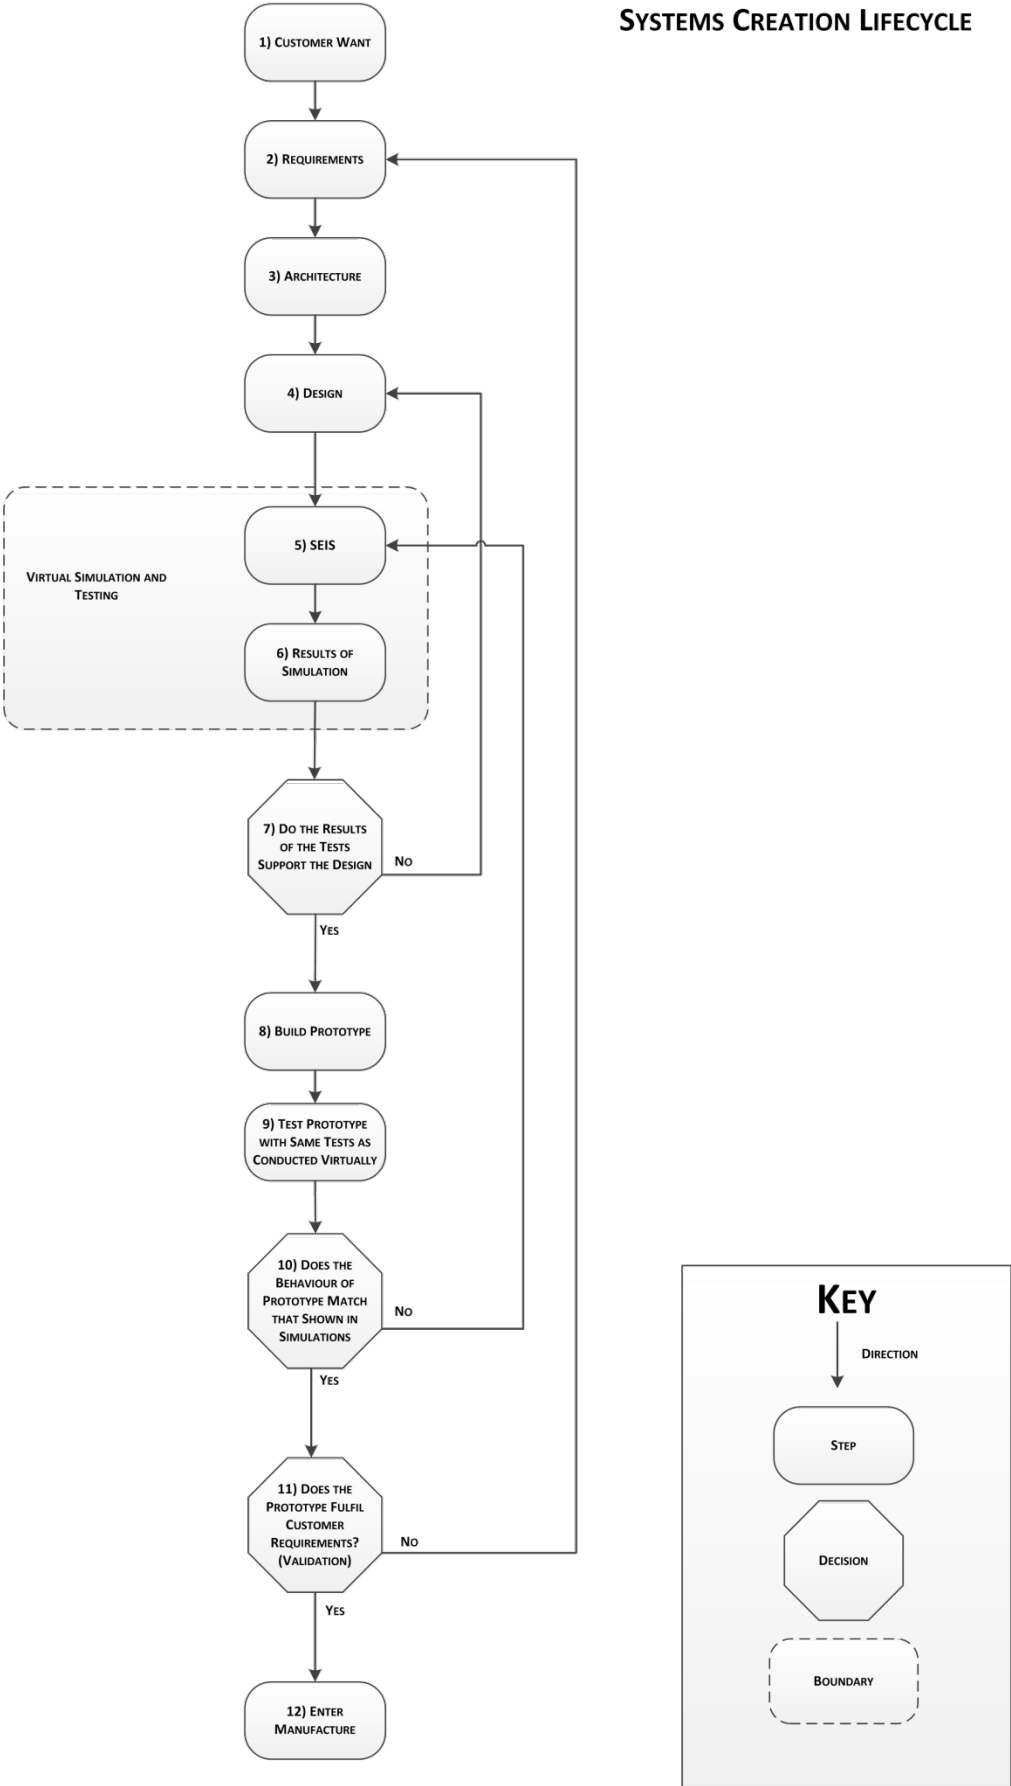 Systems Creation Lifecycle
1) Customer Want
2) Requirements
3) Architecture
4) Design
5) SEIS
Virtual Simulation and
Testing
6) Results of
Simulation
7) Do the Results
of the Tests
Support the Design
No
Yes
8) Build Prototype
9) Test Prototype
with Same Tests as
Conducted Virtually
10) Does the
Behaviour of
Prototype Match
that Shown in
Simulations
No
Yes
11) Does the
Prototype Fulfil
Customer
Requirements?
(Validation)
No
Yes
12) Enter
Manufacture
Key
Direction
Step
Decision
Boundary